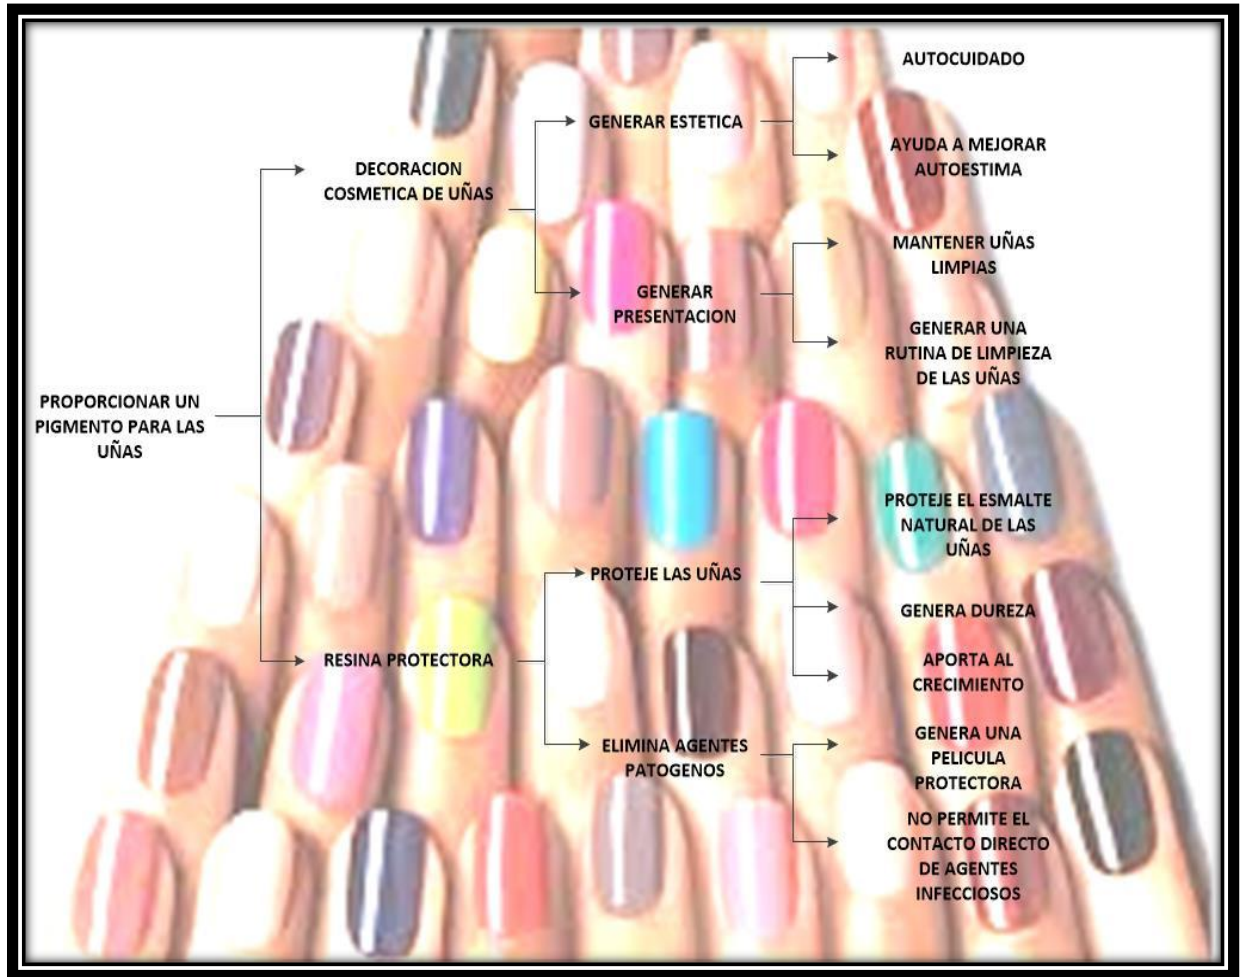 PROPORCIONAR UN
PIGMENTO PARA LAS
UÑAS
DECORACION
COSMETICA DE UÑAS
GENERAR ESTETICA
AUTOCUIDADO
AYUDA A MEJORAR
AUTOESTIMA
GENERAR
PRESENTACION
MANTENER UÑAS
LIMPIAS
GENERAR UNA
RUTINA DE LIMPIEZA
DE LAS UÑAS
RESINA PROTECTORA
PROTEJE LAS UÑAS
PROTEJE EL ESMALTE
NATURAL DE LAS
UÑAS
GENERA DUREZA
APORTA AL
CRECIMIENTO
ELIMINA AGENTES
PATOGENOS
GENERA UNA
PELICULA
PROTECTORA
NO PERMITE EL
CONTACTO DIRECTO
DE AGENTES
INFECCIOSOS